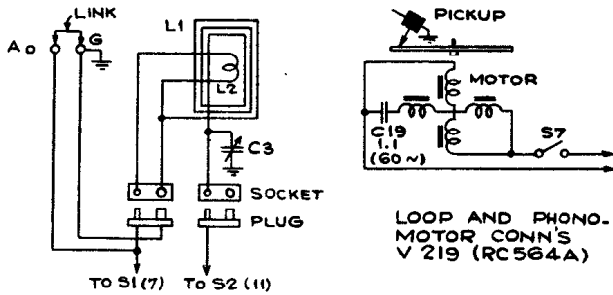 LINK
A
G
L1
L2
C3
SOCKET
PLUG
TO S1(7)
TO S2(11)
PICKUP
MOTOR
C19
1.1
(60~)
S7
LOOP AND PHONO-
MOTOR CONN'S
V 219 (RC564A)